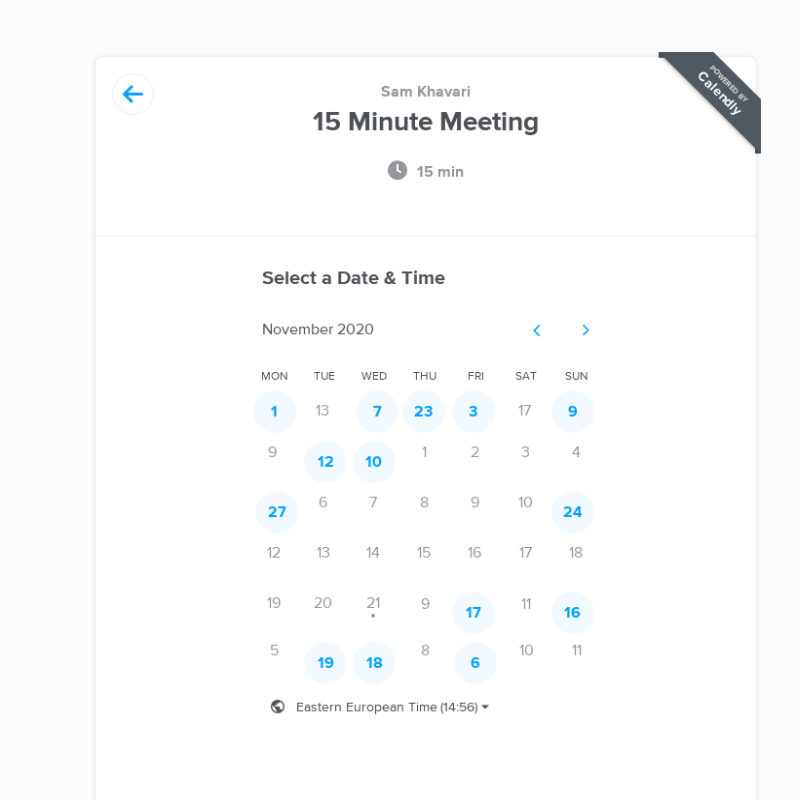 POWERED BY
Calendly
Sam Khavari
15 Minute Meeting
15 min
Select a Date & Time
November 2020
MON TUE WED THU FRI SAT SUN
1 13 7 23 3 17 9
9 12 10 1 2 3 4
27 6 7 8 9 10 24
12 13 14 15 16 17 18
19 20 21 9 17 11 16
5 19 18 8 6 10 11
Eastern European Time (14:56)